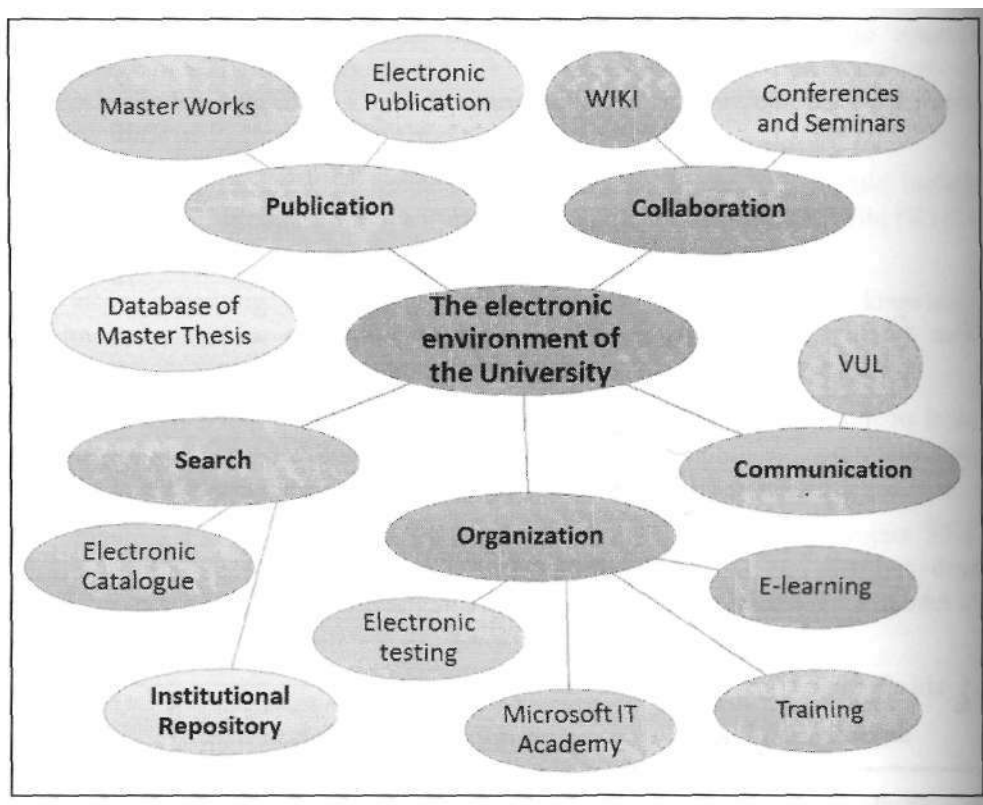 Master Works
Electronic
Publication
WIKI
Conferences
and Seminars
Publication
Collaboration
Database of
Master Thesis
The electronic
environment of
the University
VUL
Search
Communication
Organization
Electronic
Catalogue
E-learning
Electronic
testing
Institutional
Repository
Microsoft IT
Academy
Training